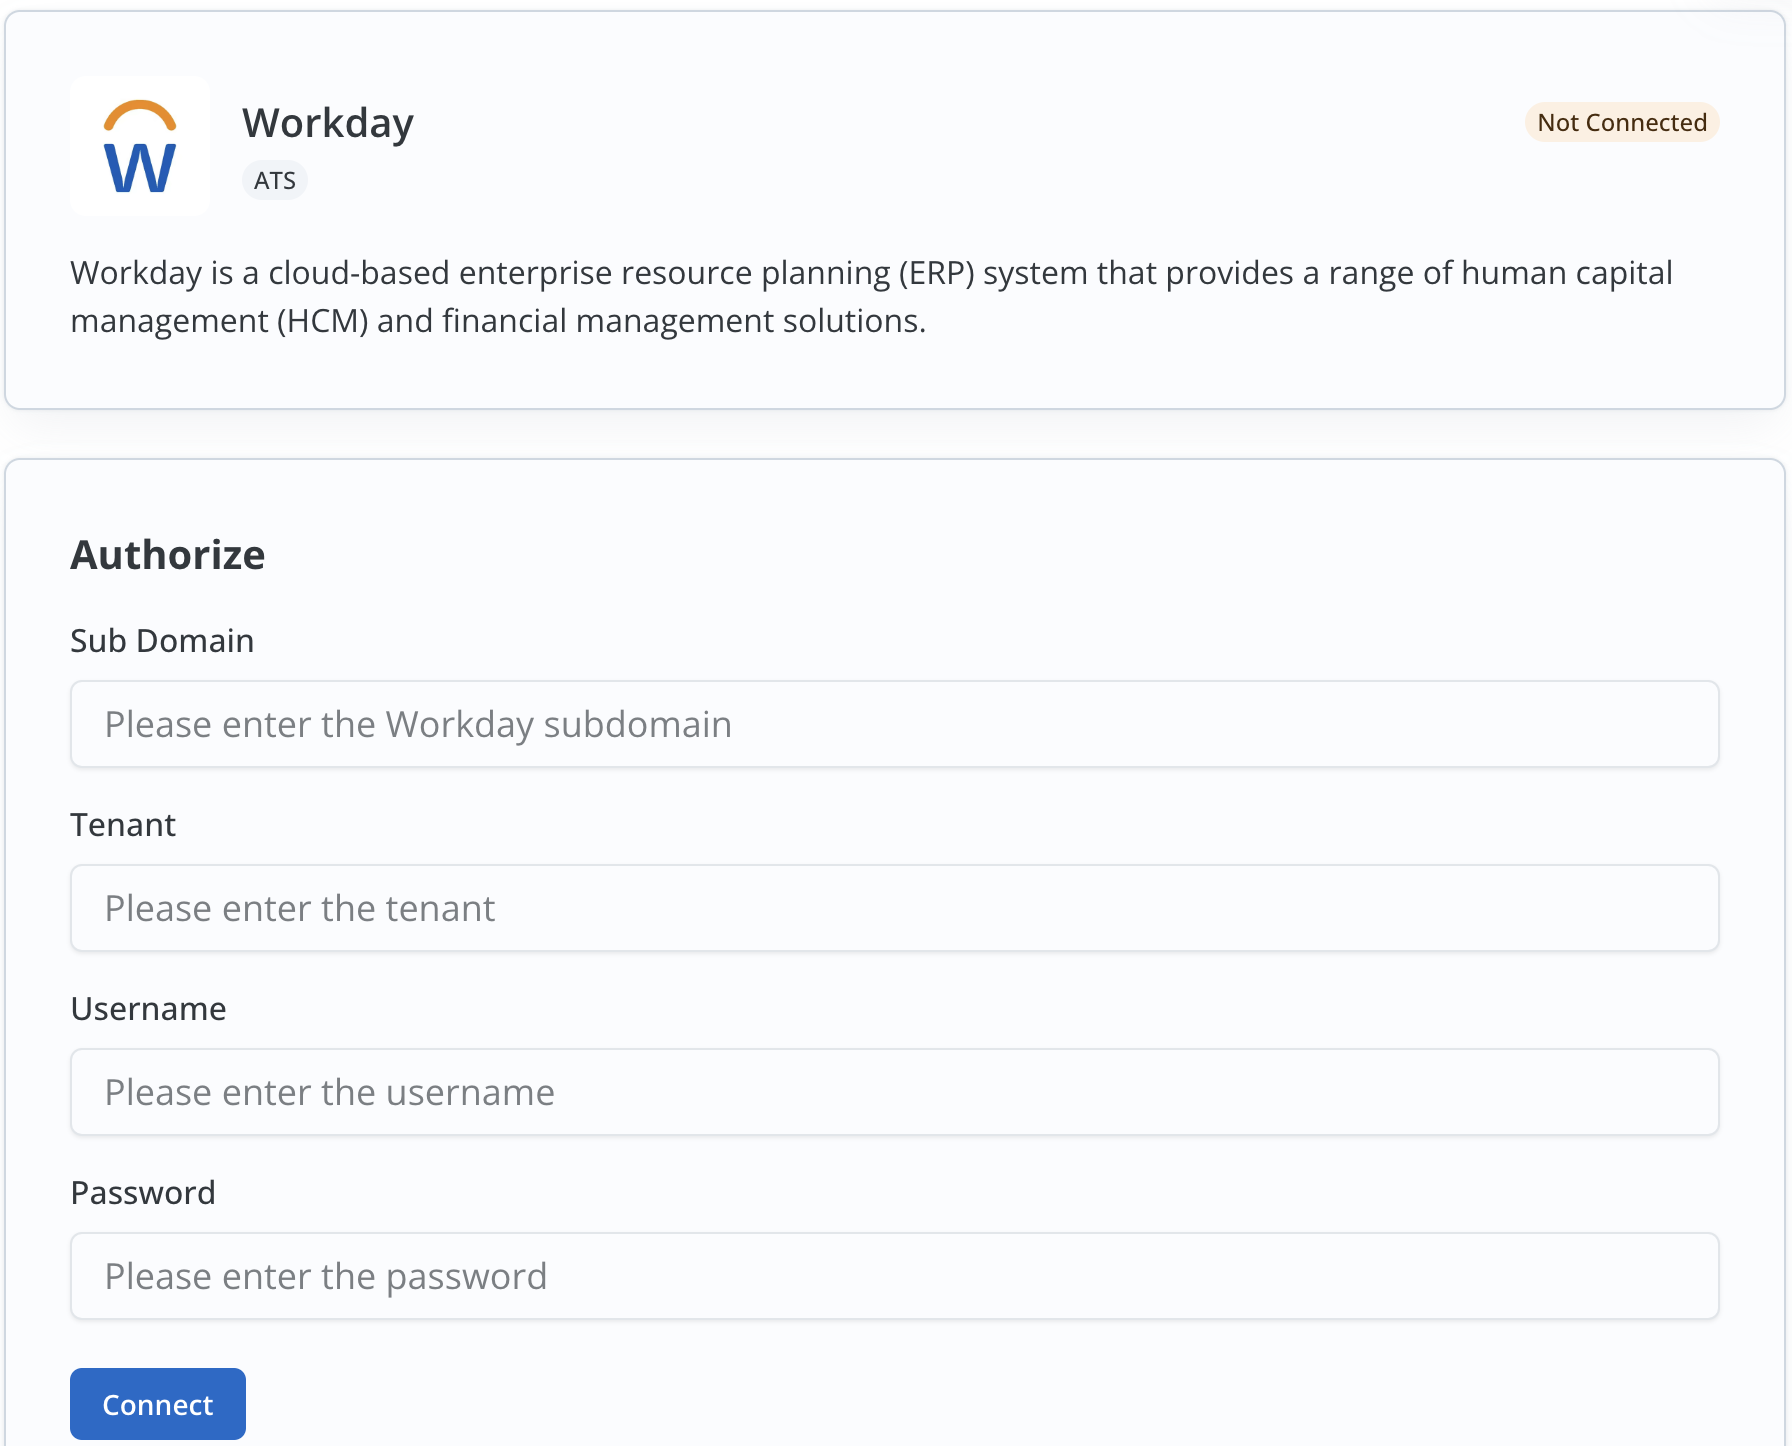 Workday
Not Connected
ATS
Workday is a cloud-based enterprise resource planning (ERP) system that provides a range of human capital
management (HCM) and financial management solutions.
Authorize
Sub Domain
Please enter the Workday subdomain
Tenant
Please enter the tenant
Username
Please enter the username
Password
Please enter the password
Connect